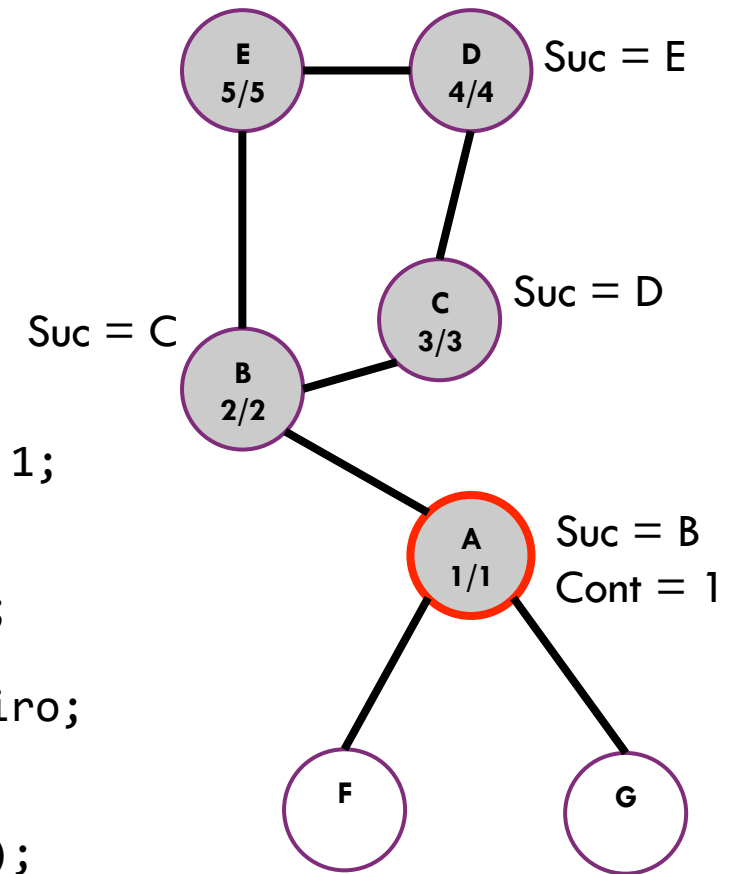 E
5/5
D
4/4
Suc = E
C
3/3
Suc = D
Suc = C
B
2/2
1;
A
1/1
Suc = B
Cont = 1
;
iro;
F
G
);